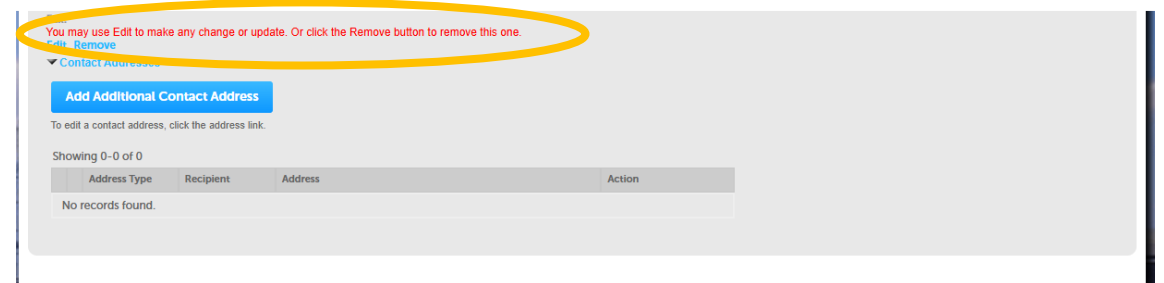 You may use Edit to make any change or update. Or click the Remove button to remove this one.
Edit Remove
Contact Addresses
Add Additional Contact Address
To edit a contact address, click the address link.
Showing 0-0 of 0
Address Type Recipient Address Action
No records found.